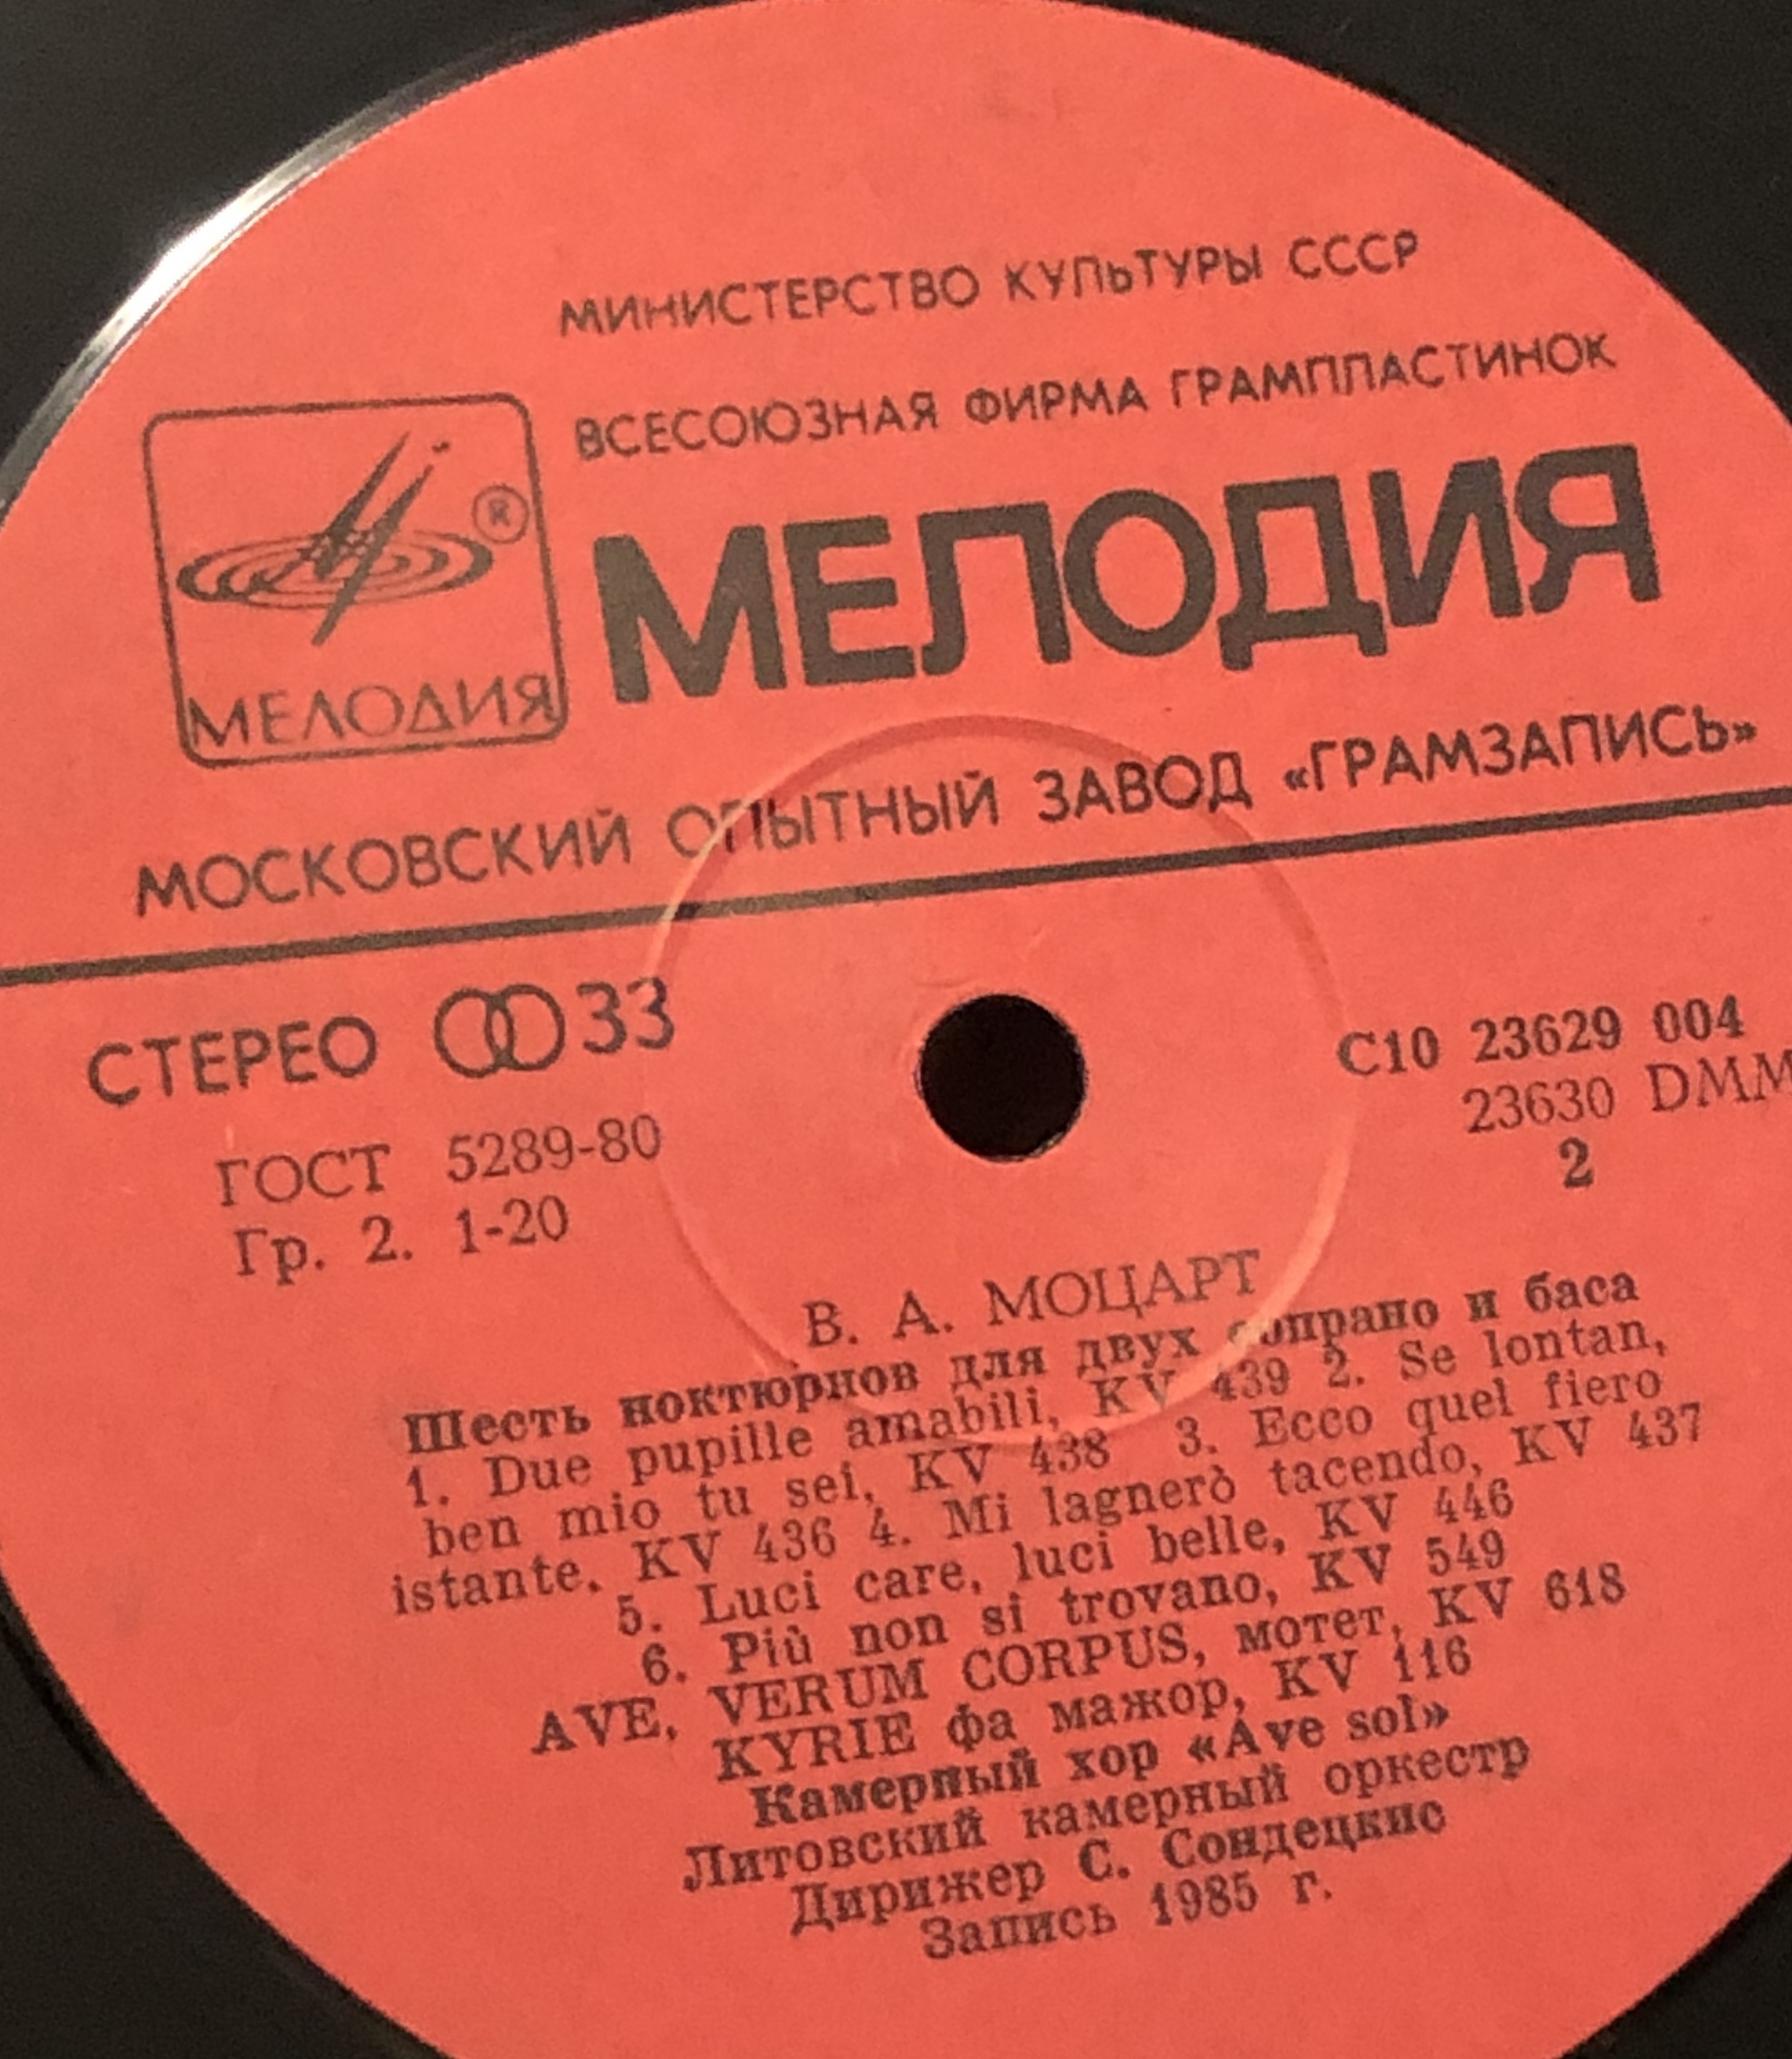 МИНИСТЕРСТВО КУЛЬТУРЫ СССР
ВСЕСОЮЗНАЯ ФИРМА ГРАМПЛАСТИНОК
МЕЛОДИЯ
®
МЕЛОДИЯ
МОСКОВСКИЙ ОПЫТНЫЙ ЗАВОД «ГРАМЗАПИСЬ»
СТЕРЕО 33
ГОСТ 5289-80
Гр. 2. 1-20
С10 23629 004
23630 DMM
2
В. А. МОЦАРТ
Шесть ноктюрнов для двух сопрано и баса
1. Due pupille amabili, KV 439 2. Se lontan,
ben mio tu sei, KV 438 3. Ecco quel fiero
istante, KV 436 4. Mi lagnerò tacendo, KV 437
5. Luci care, luci belle, KV 446
6. Più non si trovano, KV 549
AVE, VERUM CORPUS, мотет, KV 618
KYRIE фа мажор, KV 116
Камерный хор «Ave sol»
Литовский камерный оркестр
Дирижер С. Сондецкис
Запись 1985 г.